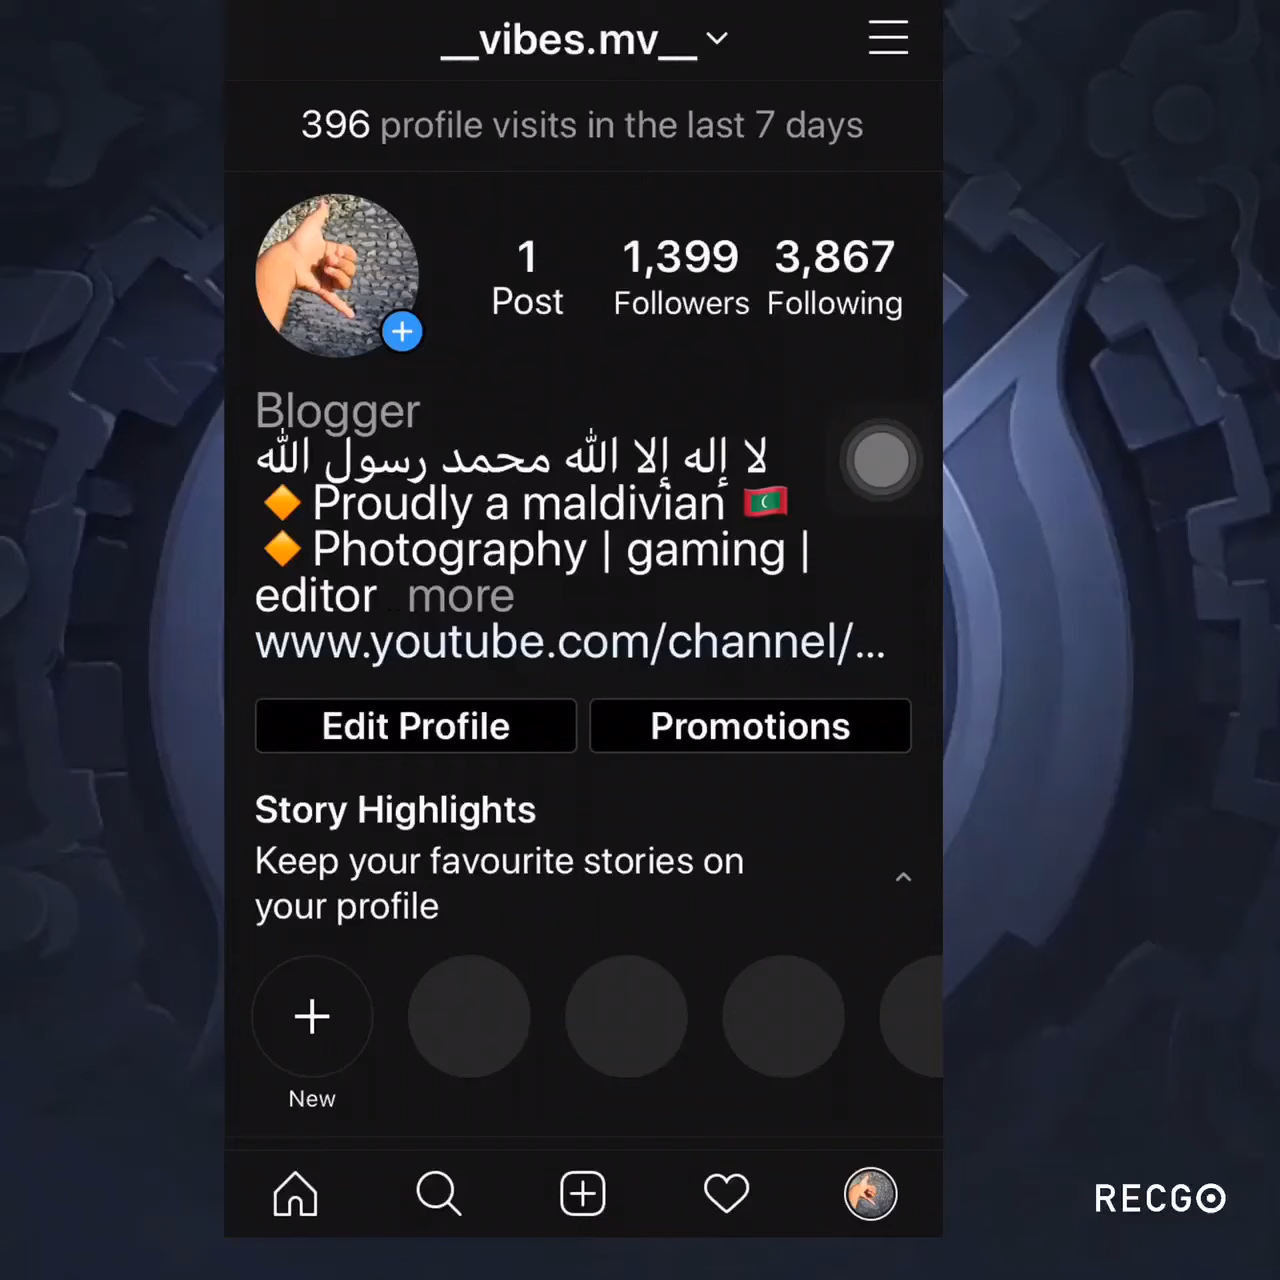 __vibes.mv__
396 profile visits in the last 7 days
1 1,399 3,867
Post Followers Following
Blogger
لا إله إلا الله محمد رسول الله
🔶 Proudly a maldivian 🇲🇻
🔶 Photography | gaming |
editor ... more
www.youtube.com/channel/...
Edit Profile Promotions
Story Highlights
Keep your favourite stories on
your profile
New
RECGO